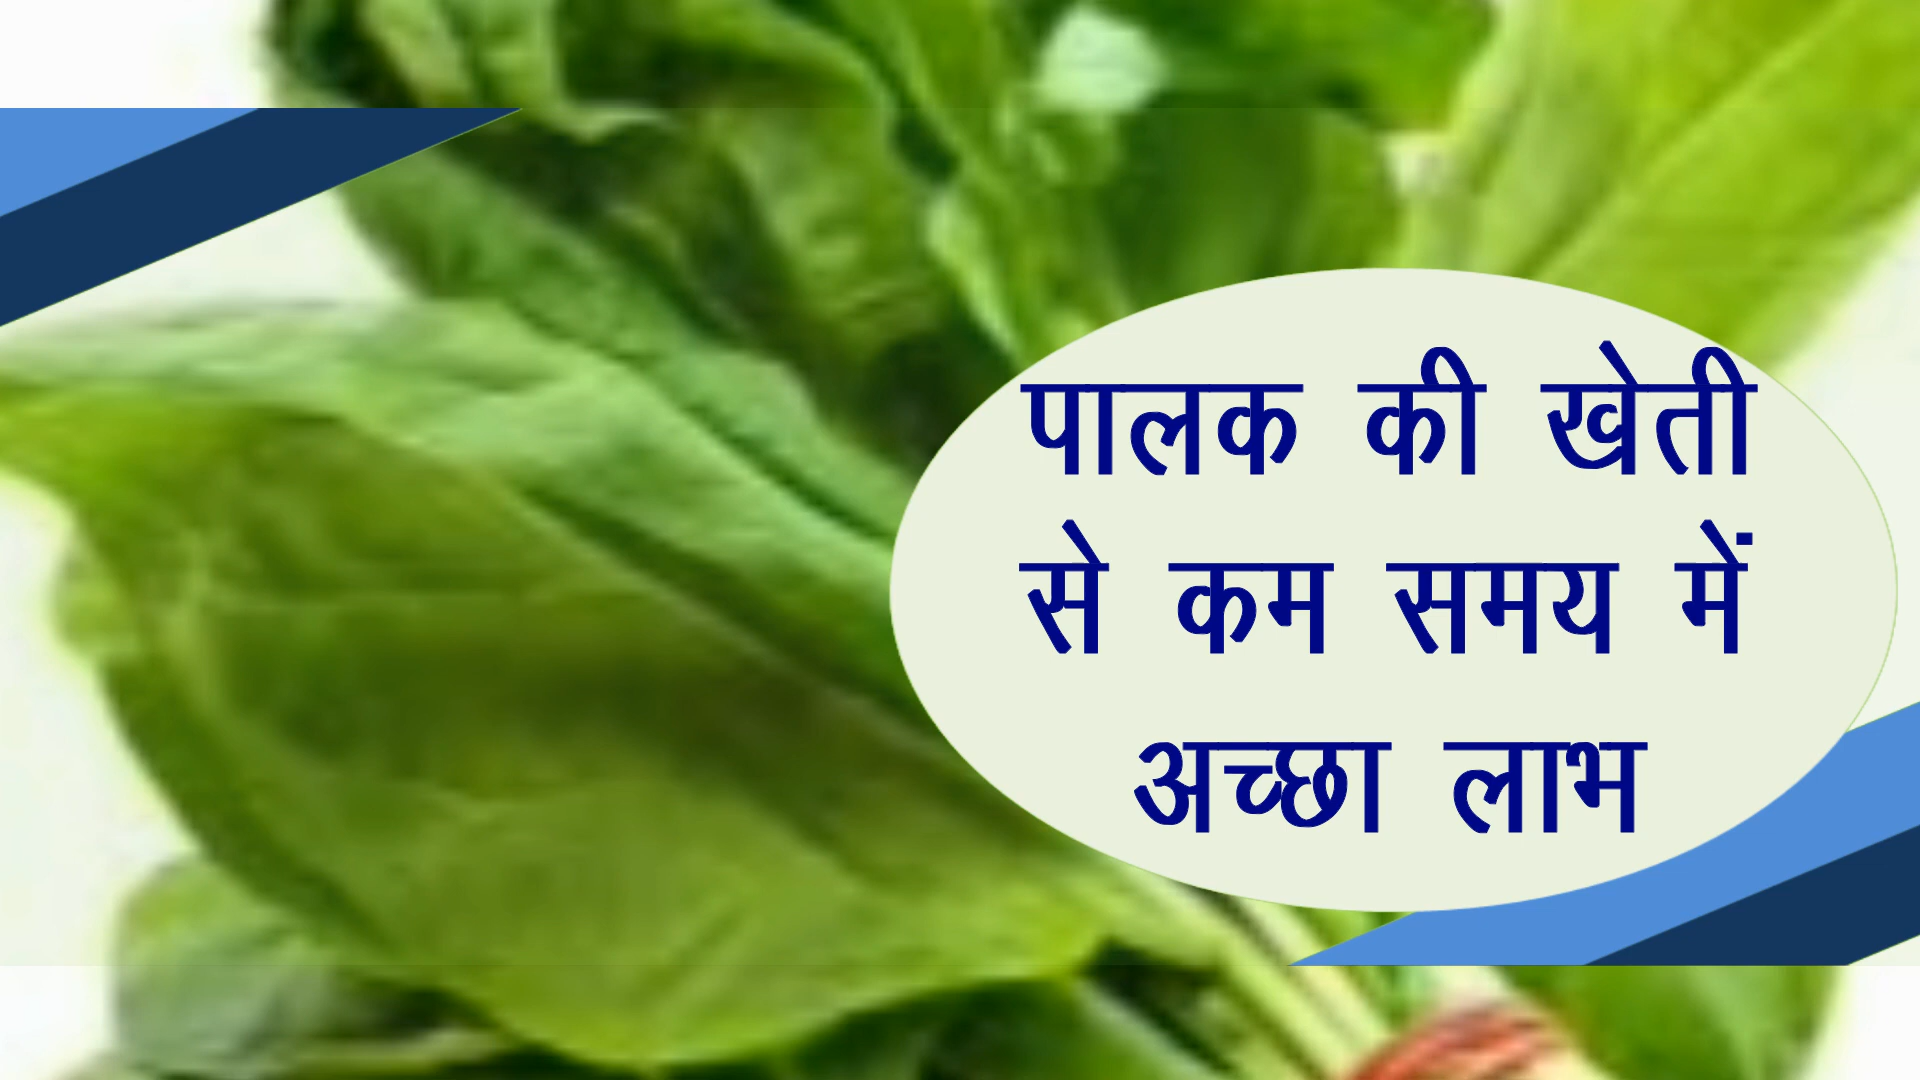 पालक की खेती
से कम समय में
अच्छा लाभ